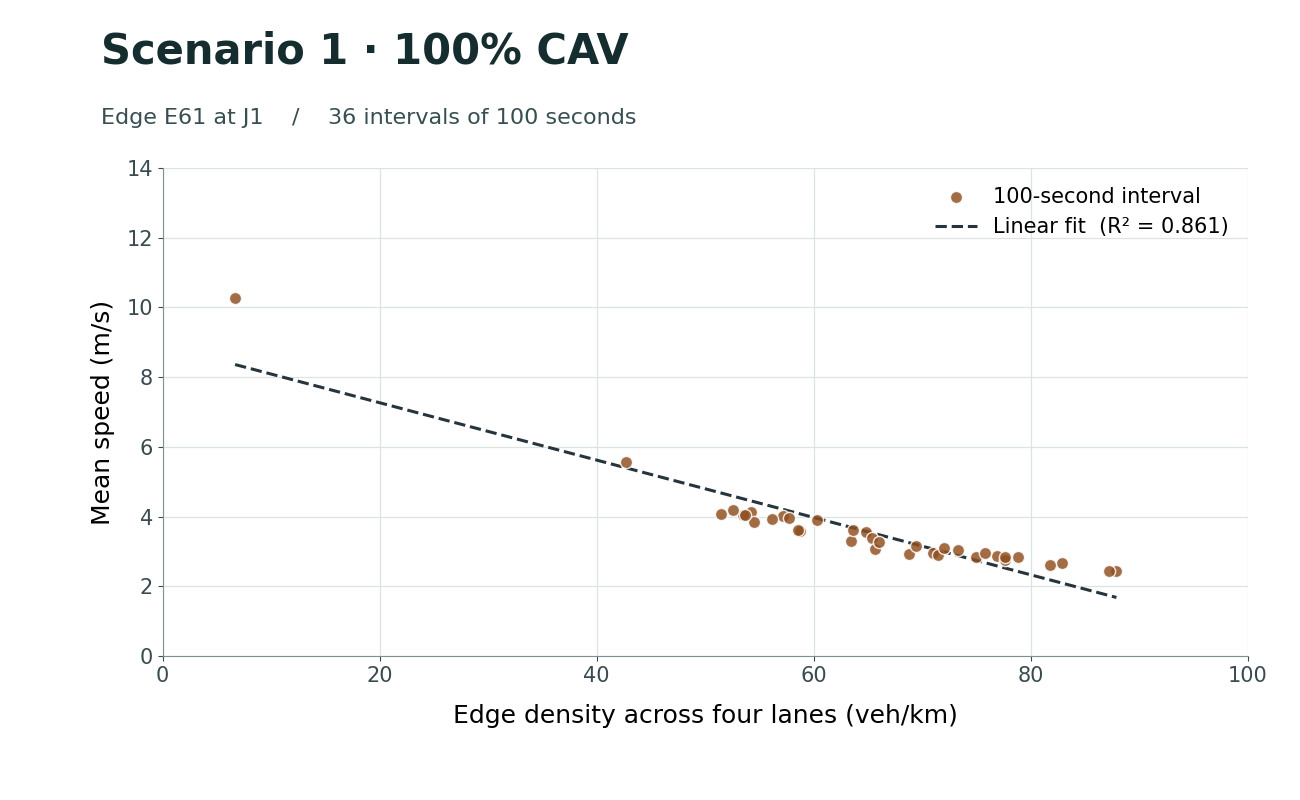 Scenario 1 · 100% CAV
Edge E61 at J1 / 36 intervals of 100 seconds
100-second interval
Linear fit (R² = 0.861)
Mean speed (m/s)
14
12
10
8
6
4
2
0
0 20 40 60 80 100
Edge density across four lanes (veh/km)